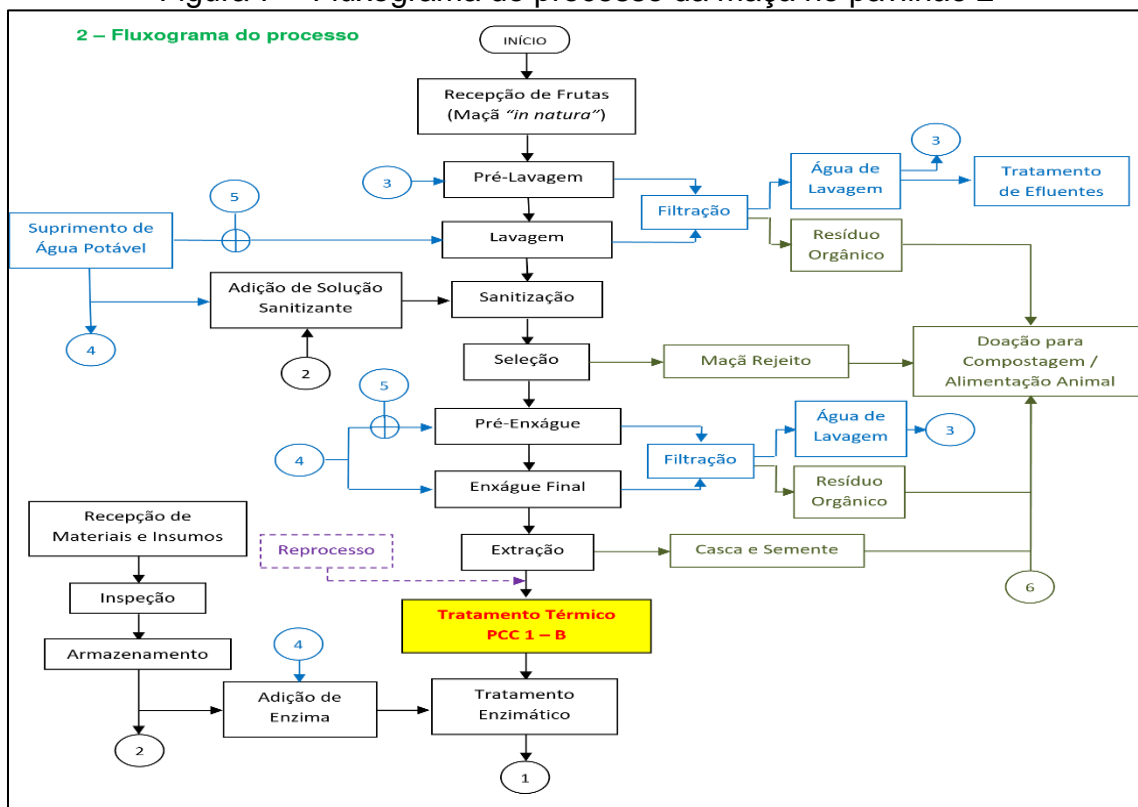 2 – Fluxograma do processo
INÍCIO
Recepção de Frutas
(Maçã “in natura”)
3
Pré-Lavagem
Filtração
Água de
Lavagem
3
Tratamento
de Efluentes
5
Suprimento de
Água Potável
Lavagem
Resíduo
Orgânico
Adição de Solução
Sanitizante
Sanitização
4
2
Seleção
Maçã Rejeito
Doação para
Compostagem /
Alimentação Animal
5
Pré-Enxágue
Água de
Lavagem
3
4
Filtração
Enxágue Final
Resíduo
Orgânico
Recepção de
Materiais e Insumos
Reprocesso
Extração
Casca e Semente
6
Inspeção
Tratamento Térmico
PCC 1 – B
Armazenamento
4
Adição de
Enzima
Tratamento
Enzimático
2
1